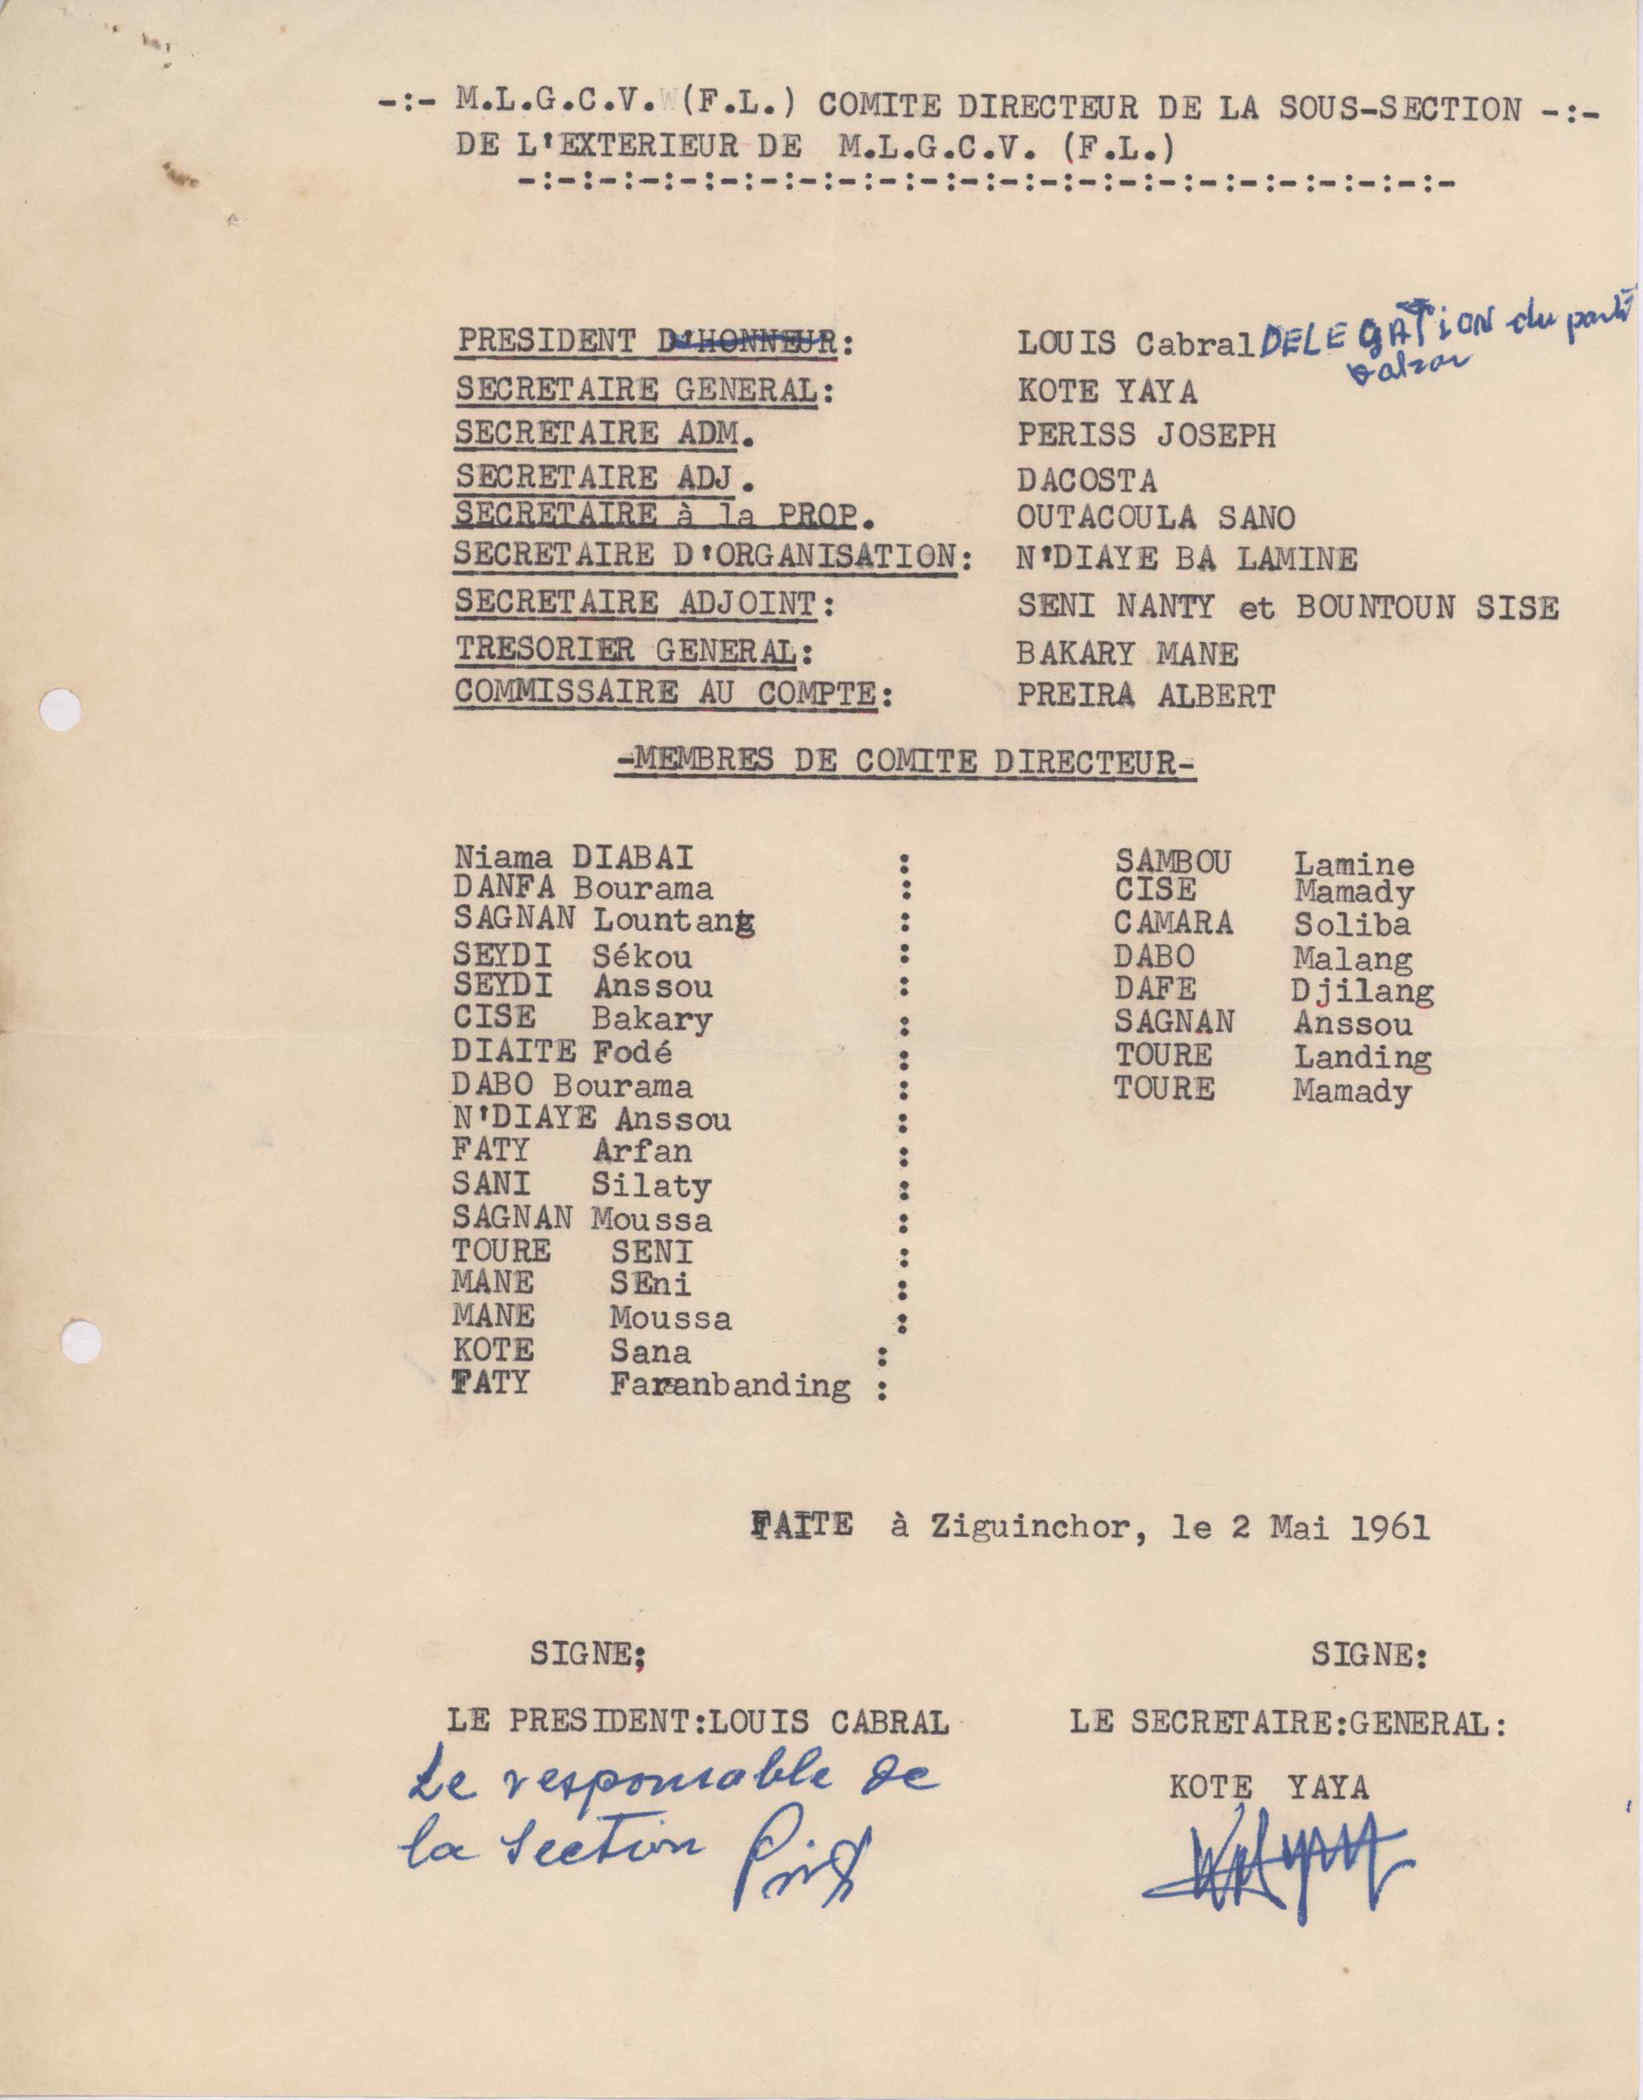 -:- M.L.G.C.V. (F.L.) COMITE DIRECTEUR DE LA SOUS-SECTION -:-
DE L'EXTERIEUR DE M.L.G.C.V. (F.L.)
-:-:-:-:-:-:-:-:-:-:-:-:-:-:-:-:-:-:-:-:-:-:-:-
PRESIDENT D'HONNEUR: LOUIS Cabral DELEGATION du parti
SECRETAIRE GENERAL: KOTE YAYA
SECRETAIRE ADM. PERISS JOSEPH
SECRETAIRE ADJ. DACOSTA
SECRETAIRE à la PROP. OUTACOULA SANO
SECRETAIRE D'ORGANISATION: N'DIAYE BA LAMINE
SECRETAIRE ADJOINT: SENI NANTY et BOUNTOUN SISE
TRESORIER GENERAL: BAKARY MANE
COMMISSAIRE AU COMPTE: PREIRA ALBERT
-MEMBRES DE COMITE DIRECTEUR-
Niama DIABAI : SAMBOU Lamine
DANFA Bourama : CISE Mamady
SAGNAN Lountang : CAMARA Soliba
SEYDI Sékou : DABO Malang
SEYDI Anssou : DAFE Djilang
CISE Bakary : SAGNAN Anssou
DIAITE Fodé : TOURE Landing
DABO Bourama : TOURE Mamady
N'DIAYE Anssou :
FATY Arfan :
SANI Silaty :
SAGNAN Moussa :
TOURE SENI :
MANE SEni :
MANE Moussa :
KOTE Sana :
FATY Faranbanding :
FAITE à Ziguinchor, le 2 Mai 1961
SIGNE; SIGNE:
LE PRESIDENT:LOUIS CABRAL LE SECRETAIRE:GENERAL:
Le responsable de KOTE YAYA
la Section